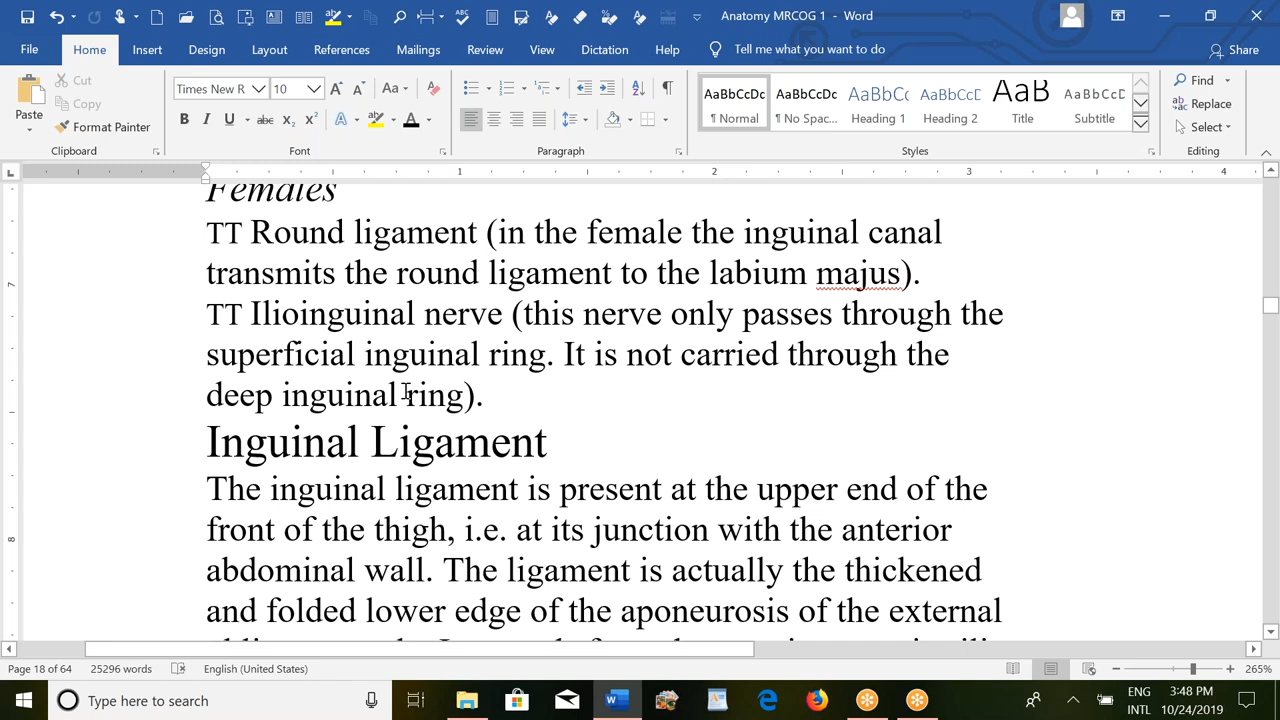 Anatomy MRCOG 1 - Word
File Home Insert Design Layout References Mailings Review View Dictation Help Tell me what you want to do Share
Paste
Cut
Copy
Format Painter
Clipboard
Times New R 10
Font
Paragraph
AaBbCcDc AaBbCcDc AaBbCc AaBbCcD AaB AaBbCcD
¶ Normal ¶ No Spac... Heading 1 Heading 2 Title Subtitle
Styles
Find
Replace
Select
Editing
1 2 3 4
Females
TT Round ligament (in the female the inguinal canal
transmits the round ligament to the labium majus).
TT Ilioinguinal nerve (this nerve only passes through the
superficial inguinal ring. It is not carried through the
deep inguinal ring).
Inguinal Ligament
The inguinal ligament is present at the upper end of the
front of the thigh, i.e. at its junction with the anterior
abdominal wall. The ligament is actually the thickened
and folded lower edge of the aponeurosis of the external
7
8
Page 18 of 64 25296 words English (United States) 265%
Type here to search
ENG
INTL
3:48 PM
10/24/2019